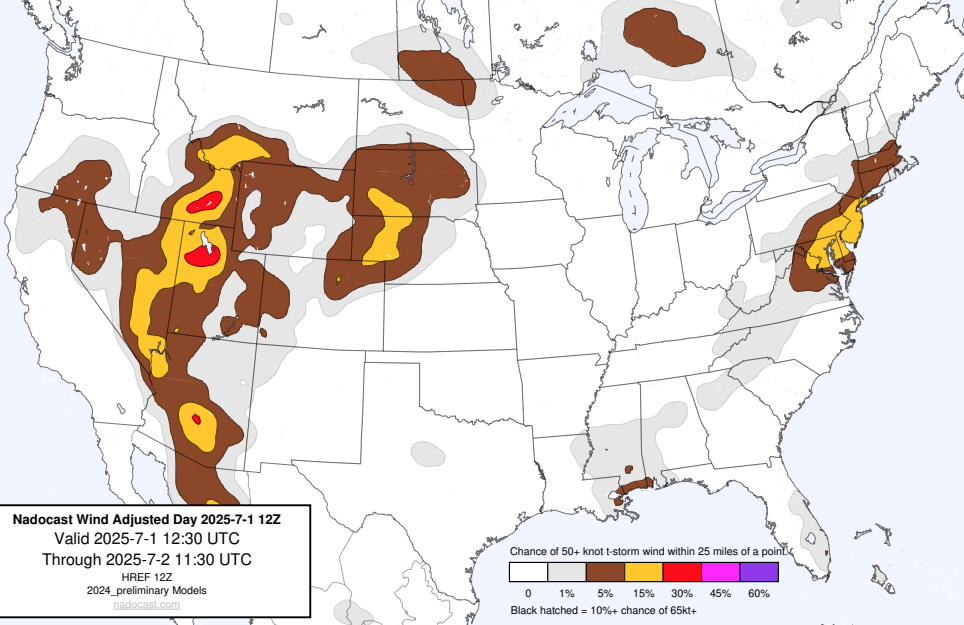 Nadocast Wind Adjusted Day 2025-7-1 12Z
Valid 2025-7-1 12:30 UTC
Through 2025-7-2 11:30 UTC
HREF 12Z
2024_preliminary Models
nadocast.com
Chance of 50+ knot t-storm wind within 25 miles of a point.
0 1% 5% 15% 30% 45% 60%
Black hatched = 10%+ chance of 65kt+